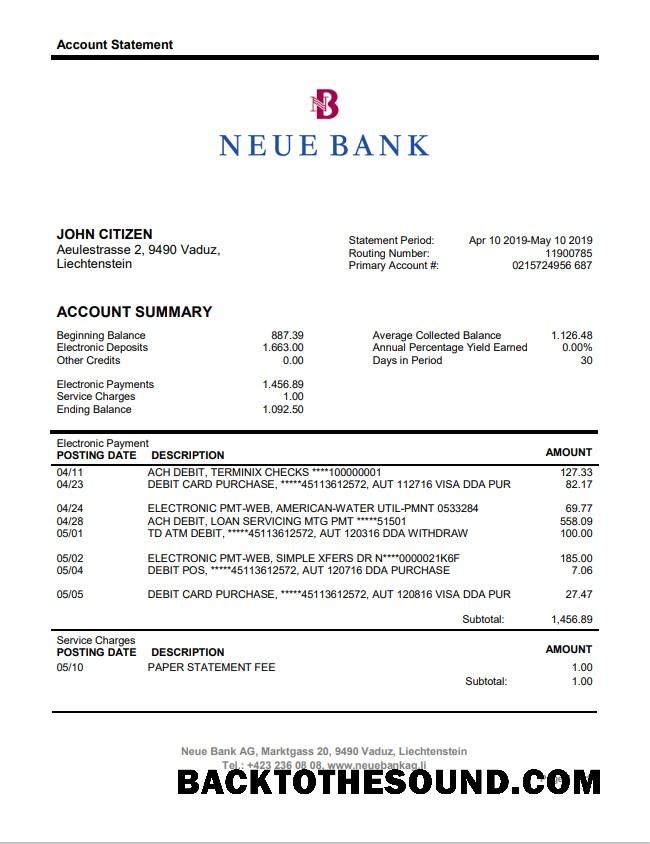 Account Statement
NB
NEUE BANK
JOHN CITIZEN
Aeulestrasse 2, 9490 Vaduz,
Liechtenstein
Statement Period: Apr 10 2019-May 10 2019
Routing Number: 11900785
Primary Account #: 0215724956 687
ACCOUNT SUMMARY
Beginning Balance 887.39 Average Collected Balance 1.126.48
Electronic Deposits 1.663.00 Annual Percentage Yield Earned 0.00%
Other Credits 0.00 Days in Period 30
Electronic Payments 1.456.89
Service Charges 1.00
Ending Balance 1.092.50
Electronic Payment
POSTING DATE DESCRIPTION AMOUNT
04/11 ACH DEBIT, TERMINIX CHECKS ****100000001 127.33
04/23 DEBIT CARD PURCHASE, *****45113612572, AUT 112716 VISA DDA PUR 82.17
04/24 ELECTRONIC PMT-WEB, AMERICAN-WATER UTIL-PMNT 0533284 69.77
04/28 ACH DEBIT, LOAN SERVICING MTG PMT *****51501 558.09
05/01 TD ATM DEBIT, *****45113612572, AUT 120316 DDA WITHDRAW 100.00
05/02 ELECTRONIC PMT-WEB, SIMPLE XFERS DR N****0000021K6F 185.00
05/04 DEBIT POS, *****45113612572, AUT 120716 DDA PURCHASE 7.06
05/05 DEBIT CARD PURCHASE, *****45113612572, AUT 120816 VISA DDA PUR 27.47
Subtotal: 1,456.89
Service Charges
POSTING DATE DESCRIPTION AMOUNT
05/10 PAPER STATEMENT FEE 1.00
Subtotal: 1.00
Neue Bank AG, Marktgass 20, 9490 Vaduz, Liechtenstein
Tel.: +423 236 08 08, www.neuebankag.li
BACKTOTHESOUND.COM